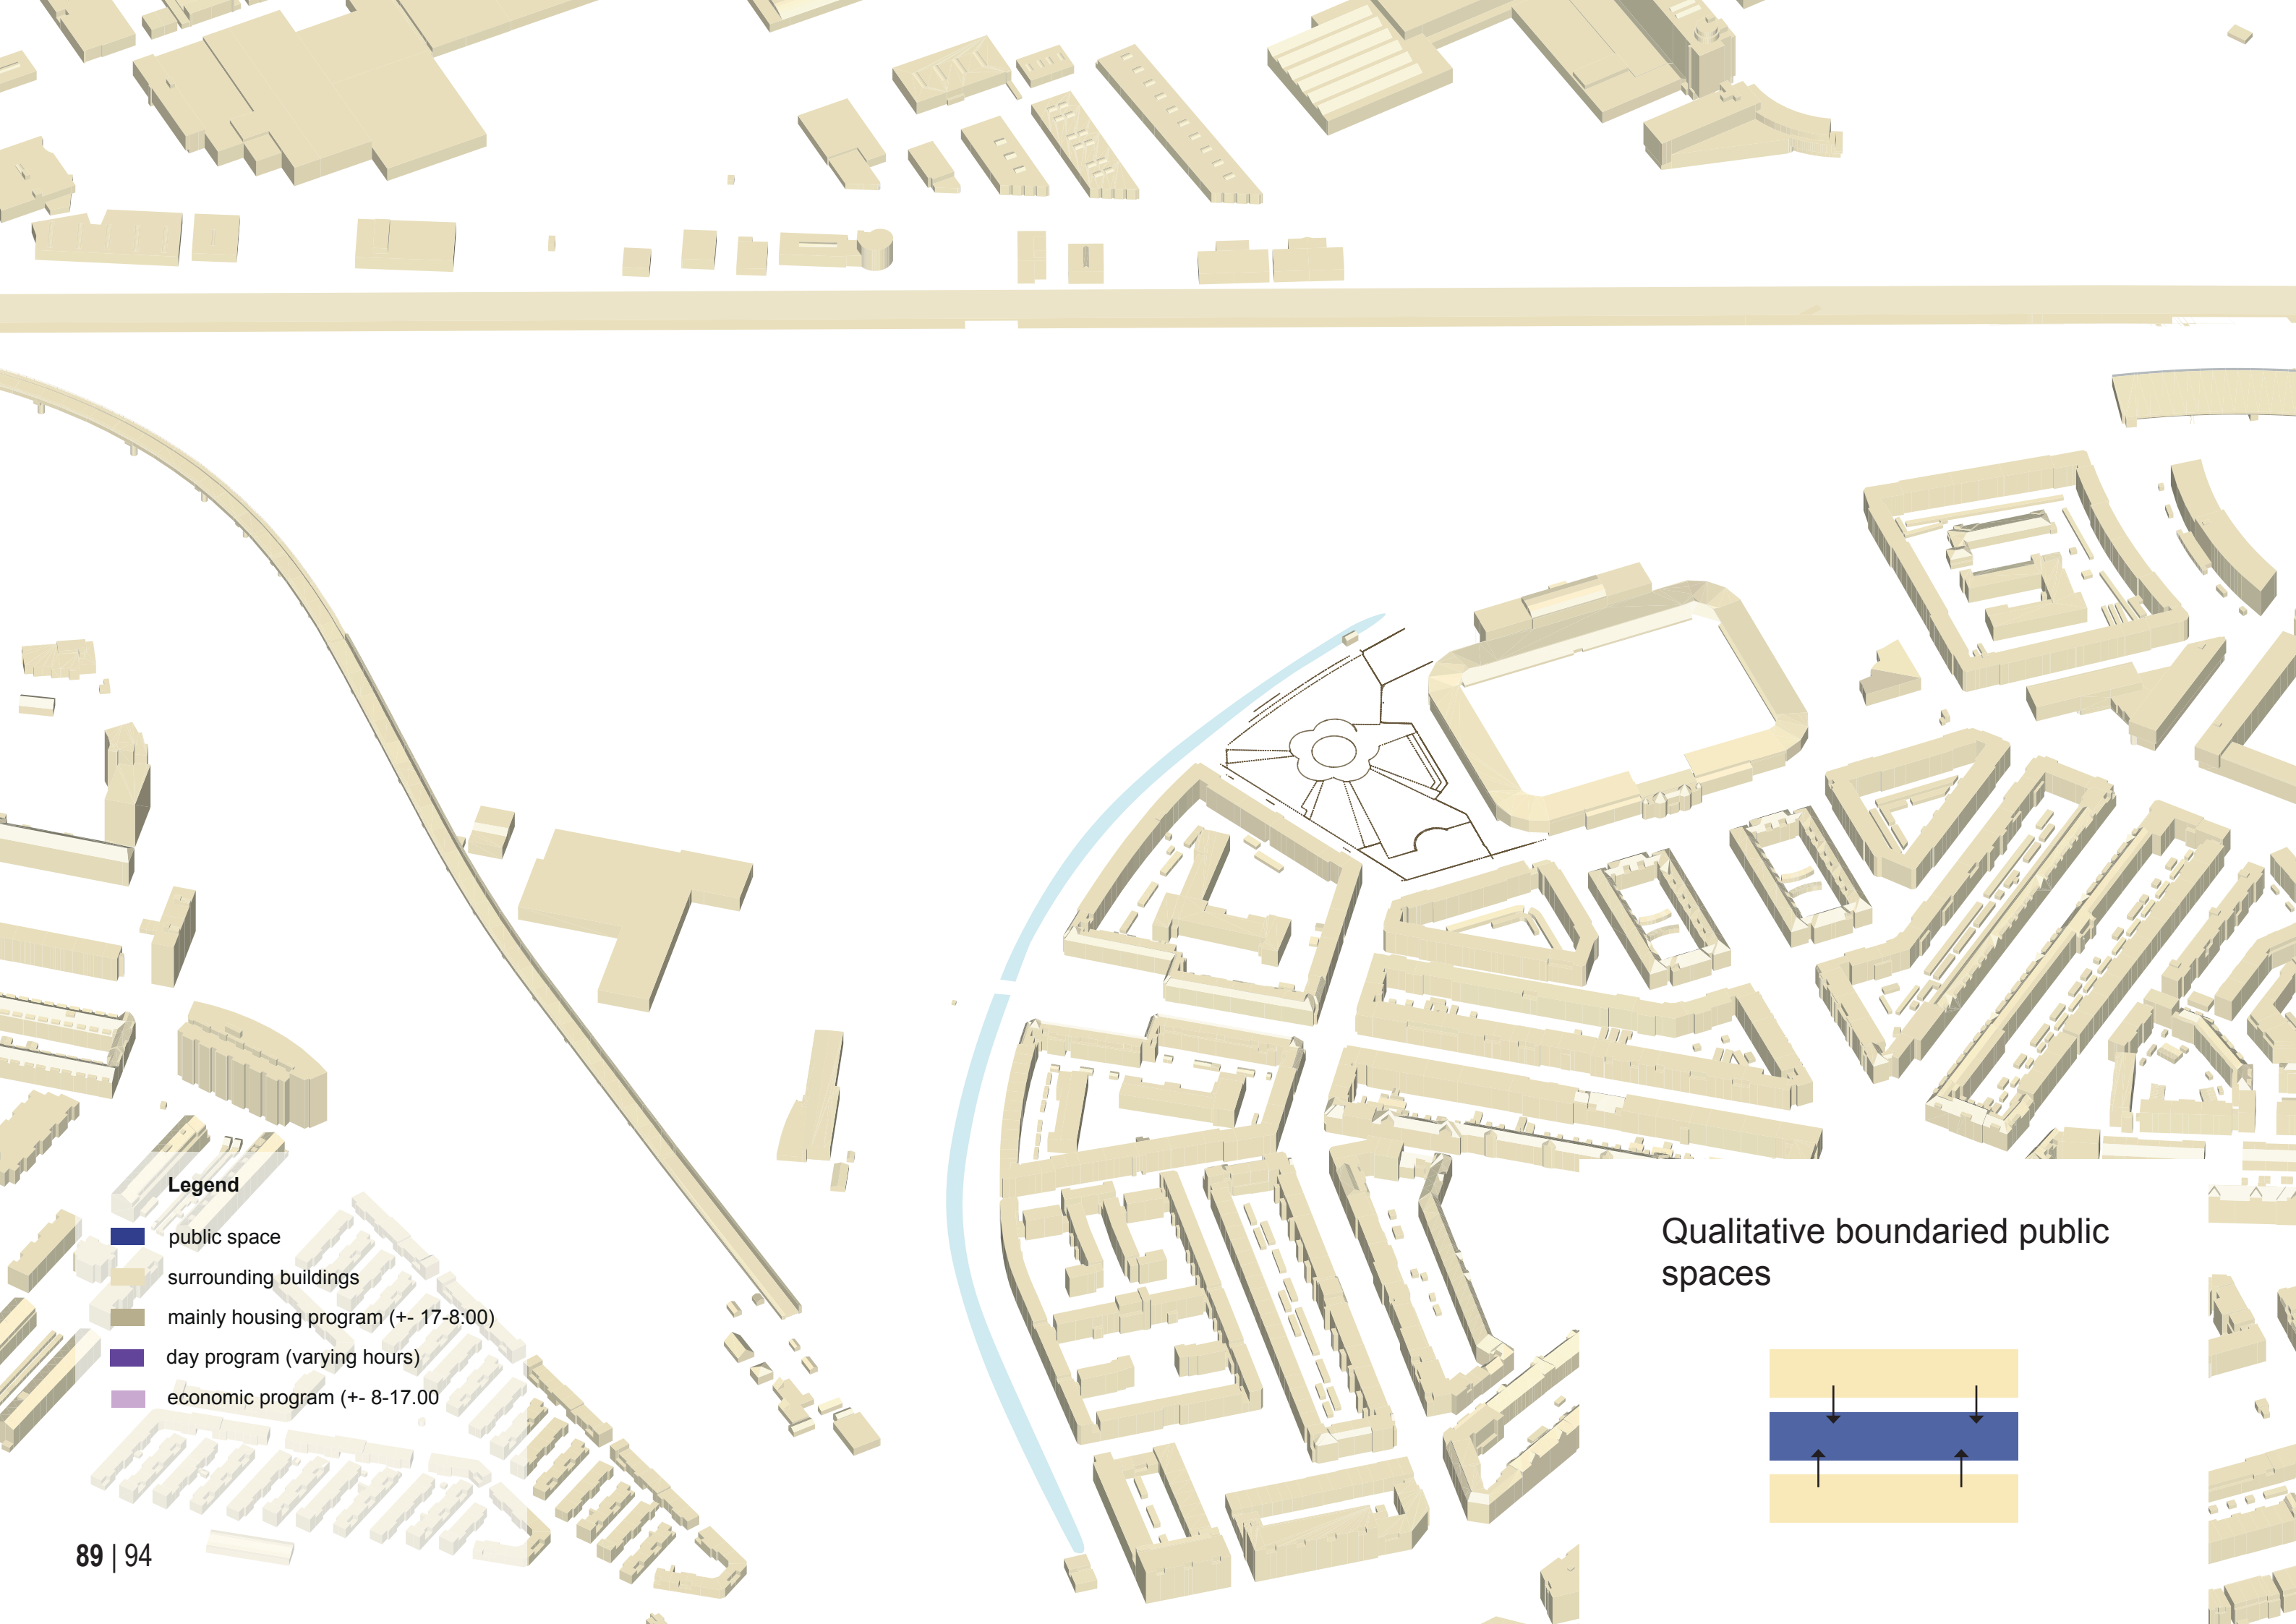 Legend
public space
surrounding buildings
mainly housing program (+- 17-8:00)
day program (varying hours)
economic program (+- 8-17.00
Qualitative boundaried public
spaces
89 | 94